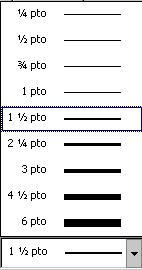 ¼ pto
½ pto
¾ pto
1 pto
1 ½ pto
2 ¼ pto
3 pto
4 ½ pto
6 pto
1 ½ pto